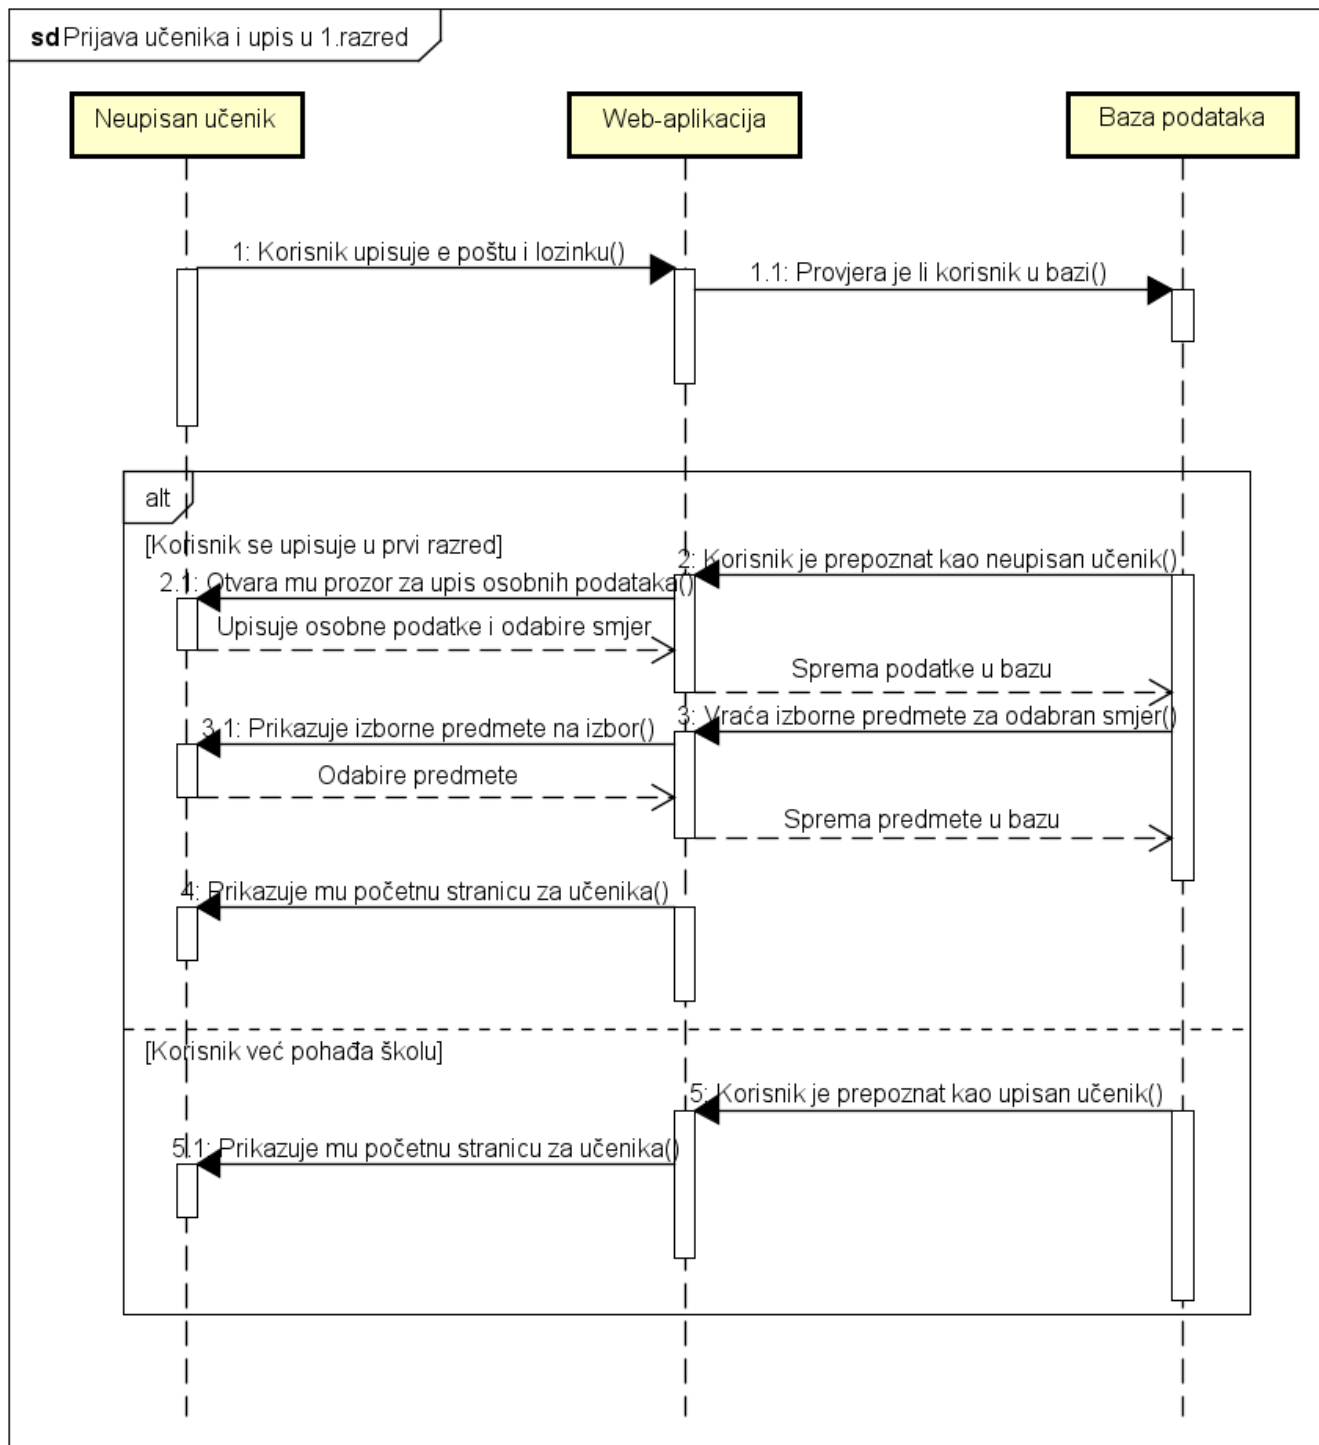 sd Prijava učenika i upis u 1.razred
Neupisan učenik
Web-aplikacija
Baza podataka
1: Korisnik upisuje e poštu i lozinku()
1.1: Provjera je li korisnik u bazi()
alt
[Korisnik se upisuje u prvi razred]
2: Korisnik je prepoznat kao neupisan učenik()
2.1: Otvara mu prozor za upis osobnih podataka()
Upisuje osobne podatke i odabire smjer
Sprema podatke u bazu
3: Vraća izborne predmete za odabran smjer()
3.1: Prikazuje izborne predmete na izbor()
Odabire predmete
Sprema predmete u bazu
4: Prikazuje mu početnu stranicu za učenika()
[Korisnik već pohađa školu]
5: Korisnik je prepoznat kao upisan učenik()
5.1: Prikazuje mu početnu stranicu za učenika()